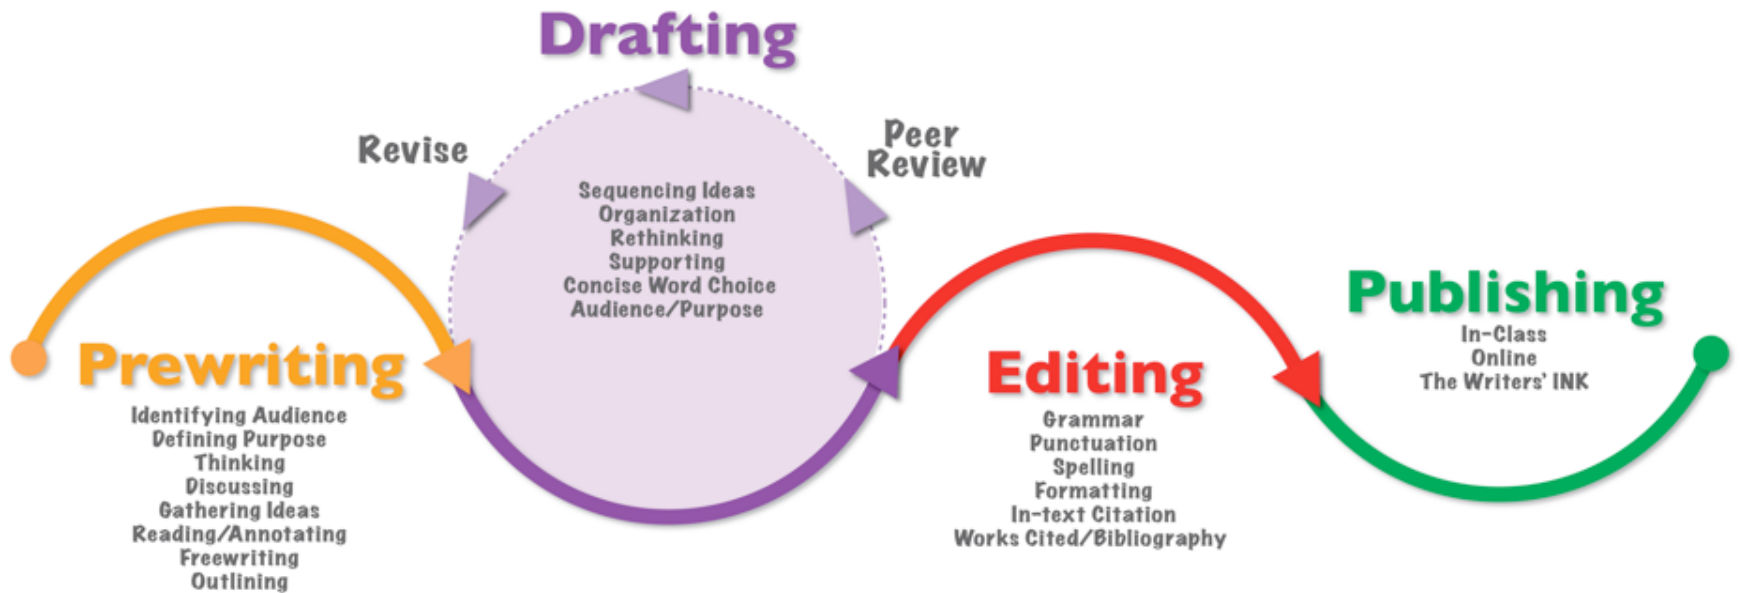 Drafting
Revise
Peer
Review
Sequencing Ideas
Organization
Rethinking
Supporting
Concise Word Choice
Audience/Purpose
Prewriting
Identifying Audience
Defining Purpose
Thinking
Discussing
Gathering Ideas
Reading/Annotating
Freewriting
Outlining
Editing
Grammar
Punctuation
Spelling
Formatting
In-text Citation
Works Cited/Bibliography
Publishing
In-Class
Online
The Writers' INK